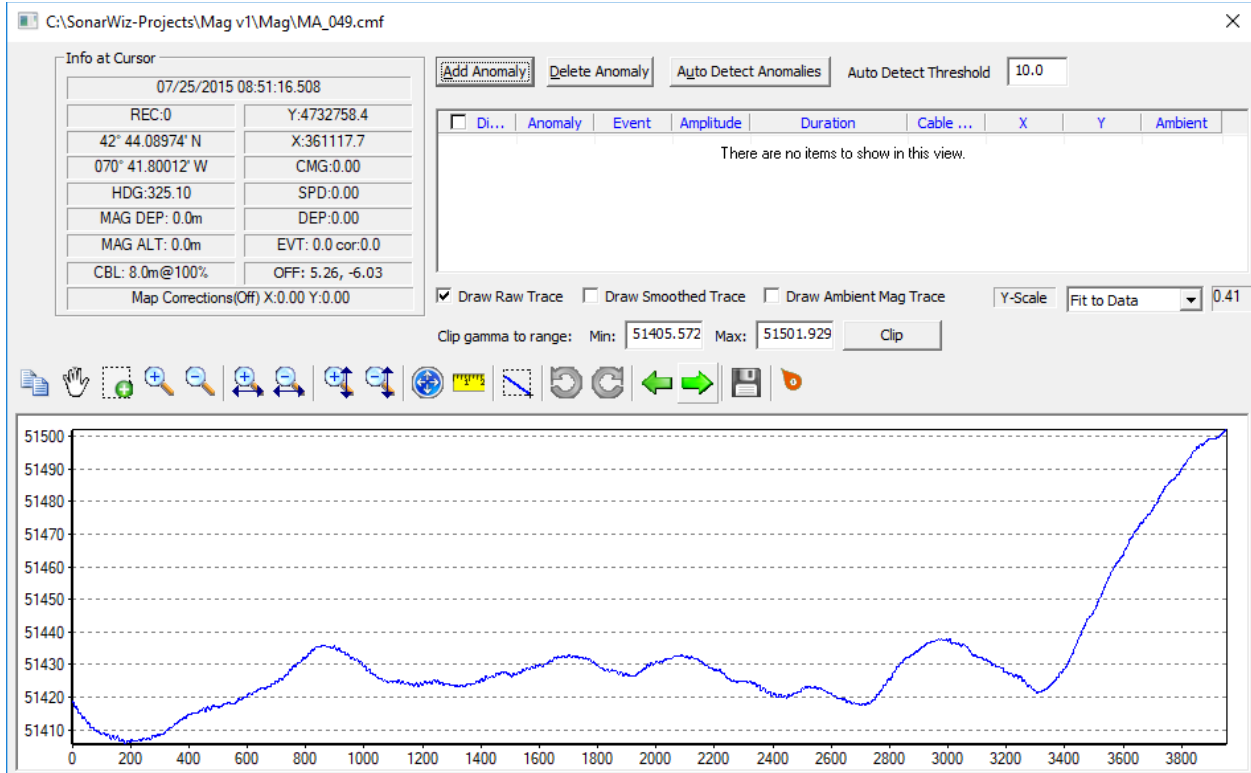 C:\SonarWiz-Projects\Mag v1\Mag\MA_049.cmf
Info at Cursor
07/25/2015 08:51:16.508
REC:0 Y:4732758.4
42° 44.08974' N X:361117.7
070° 41.80012' W CMG:0.00
HDG:325.10 SPD:0.00
MAG DEP: 0.0m DEP:0.00
MAG ALT: 0.0m EVT: 0.0 cor:0.0
CBL: 8.0m@100% OFF: 5.26, -6.03
Map Corrections(Off) X:0.00 Y:0.00
Add Anomaly Delete Anomaly Auto Detect Anomalies Auto Detect Threshold 10.0
Di... Anomaly Event Amplitude Duration Cable ... X Y Ambient
There are no items to show in this view.
Draw Raw Trace Draw Smoothed Trace Draw Ambient Mag Trace Y-Scale Fit to Data 0.41
Clip gamma to range: Min: 51405.572 Max: 51501.929 Clip
51500
51490
51480
51470
51460
51450
51440
51430
51420
51410
0 200 400 600 800 1000 1200 1400 1600 1800 2000 2200 2400 2600 2800 3000 3200 3400 3600 3800